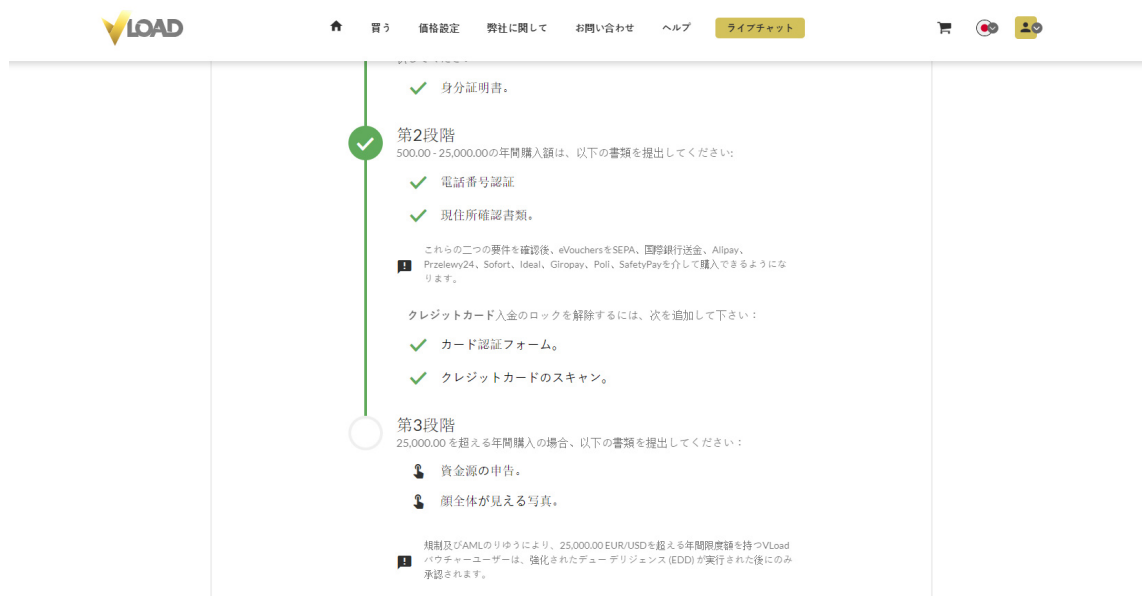 VLOAD
買う 価格設定 弊社に関して お問い合わせ ヘルプ ライブチャット
身分証明書。
第2段階
500.00 - 25,000.00の年間購入額は、以下の書類を提出してください:
電話番号認証
現住所確認書類。
これらの二つの要件を確認後、eVouchersをSEPA、国際銀行送金、Alipay、
Przelewy24、Sofort、Ideal、Giropay、Poli、SafetyPayを介して購入できるようにな
ります。
クレジットカード入金のロックを解除するには、次を追加して下さい：
カード認証フォーム。
クレジットカードのスキャン。
第3段階
25,000.00 を超える年間購入の場合、以下の書類を提出してください：
資金源の申告。
顔全体が見える写真。
規制及びAMLのりゆうにより、25,000.00 EUR/USDを超える年間限度額を持つVLoad
バウチャーユーザーは、強化されたデュー デリジェンス (EDD) が実行された後にのみ
承認されます。